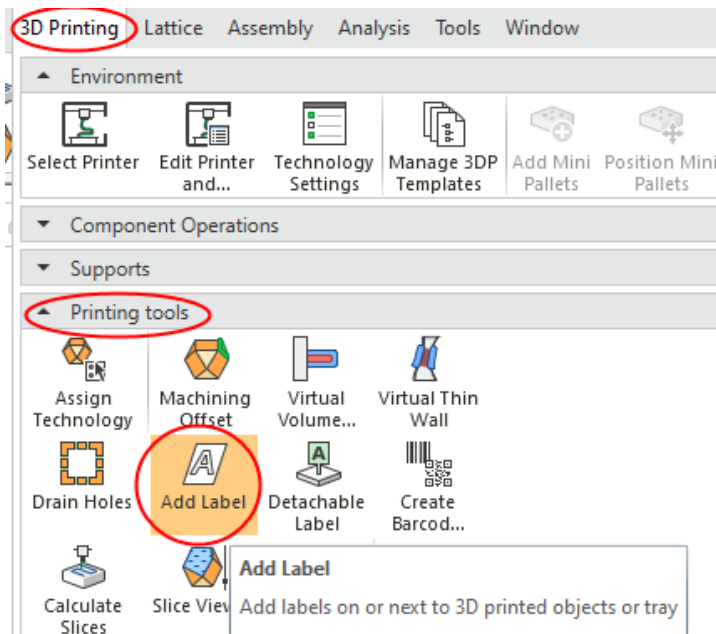 3D Printing Lattice Assembly Analysis Tools Window
Environment
Select Printer Edit Printer Technology Manage 3DP Add Mini Position Mini
and... Settings Templates Pallets Pallets
Component Operations
Supports
Printing tools
Assign Machining Virtual Virtual Thin
Technology Offset Volume... Wall
Drain Holes Add Label Detachable Create
Label Barcod...
Calculate Slice View
Slices
Add Label
Add labels on or next to 3D printed objects or tray